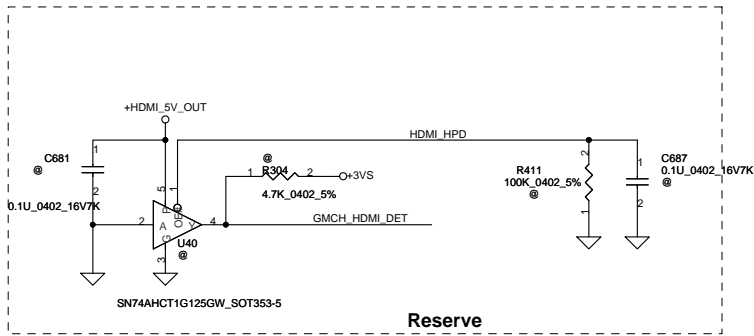 +HDMI_5V_OUT
HDMI_HPD
C681
@
1
2
0.1U_0402_16V7K
5
1
P
OE#
2
A
Y
4
G
3
U40
@
SN74AHCT1G125GW_SOT353-5
@
R304
1
2
+3VS
4.7K_0402_5%
GMCH_HDMI_DET
2
R411
100K_0402_5%
@
1
1
C687
0.1U_0402_16V7K
@
2
Reserve